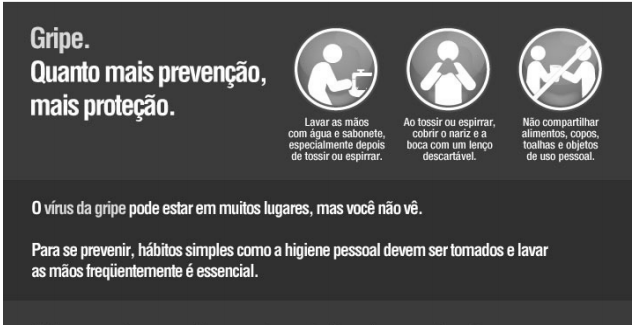 Gripe.
Quanto mais prevenção,
mais proteção.
Lavar as mãos
com água e sabonete,
especialmente depois
de tossir ou espirrar.
Ao tossir ou espirrar,
cobrir o nariz e a
boca com um lenço
descartável.
Não compartilhar
alimentos, copos,
toalhas e objetos
de uso pessoal.
O vírus da gripe pode estar em muitos lugares, mas você não vê.
Para se prevenir, hábitos simples como a higiene pessoal devem ser tomados e lavar
as mãos freqüentemente é essencial.